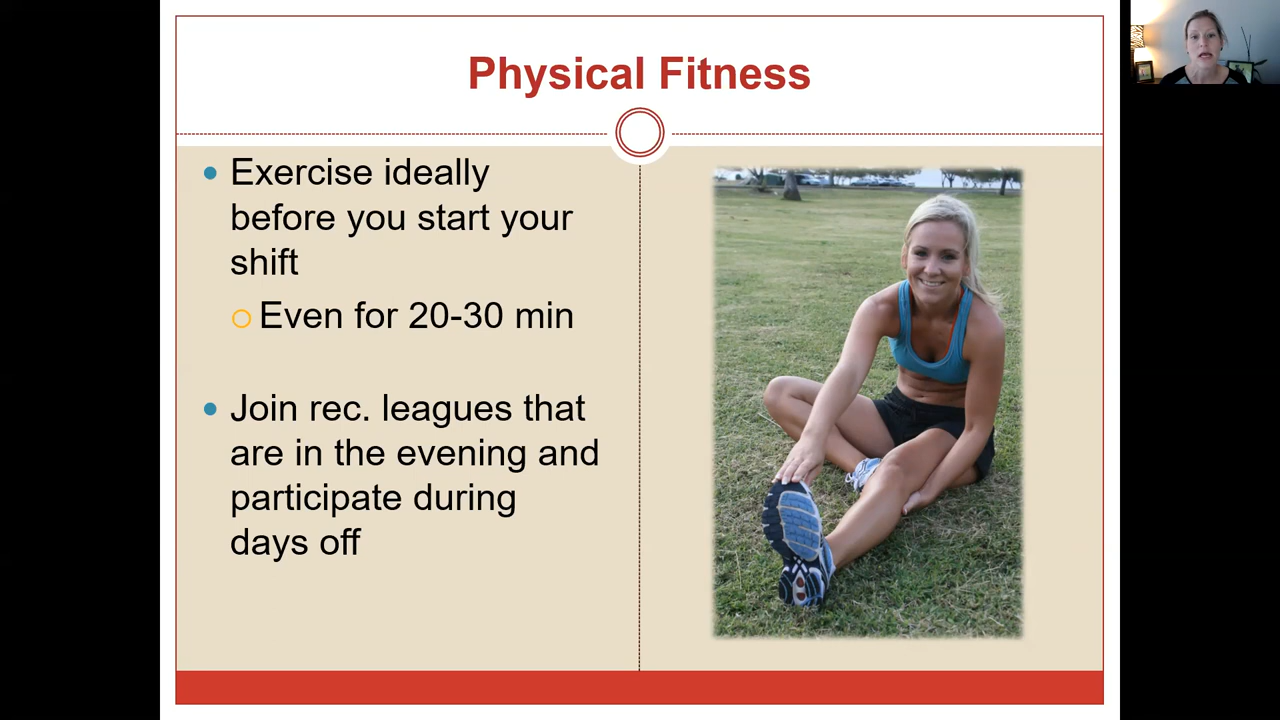 Physical Fitness
Exercise ideally
before you start your
shift
Even for 20-30 min
Join rec. leagues that
are in the evening and
participate during
days off